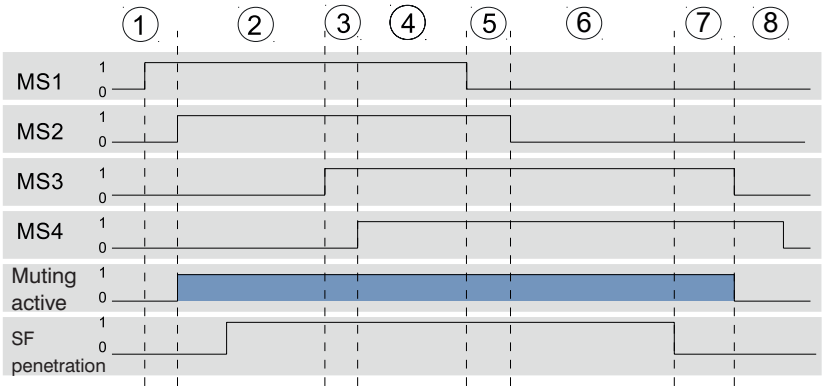 1 2 3 4 5 6 7 8
MS1 1
0
MS2 1
0
MS3 1
0
MS4 1
0
Muting 1
active 0
SF 1
penetration 0